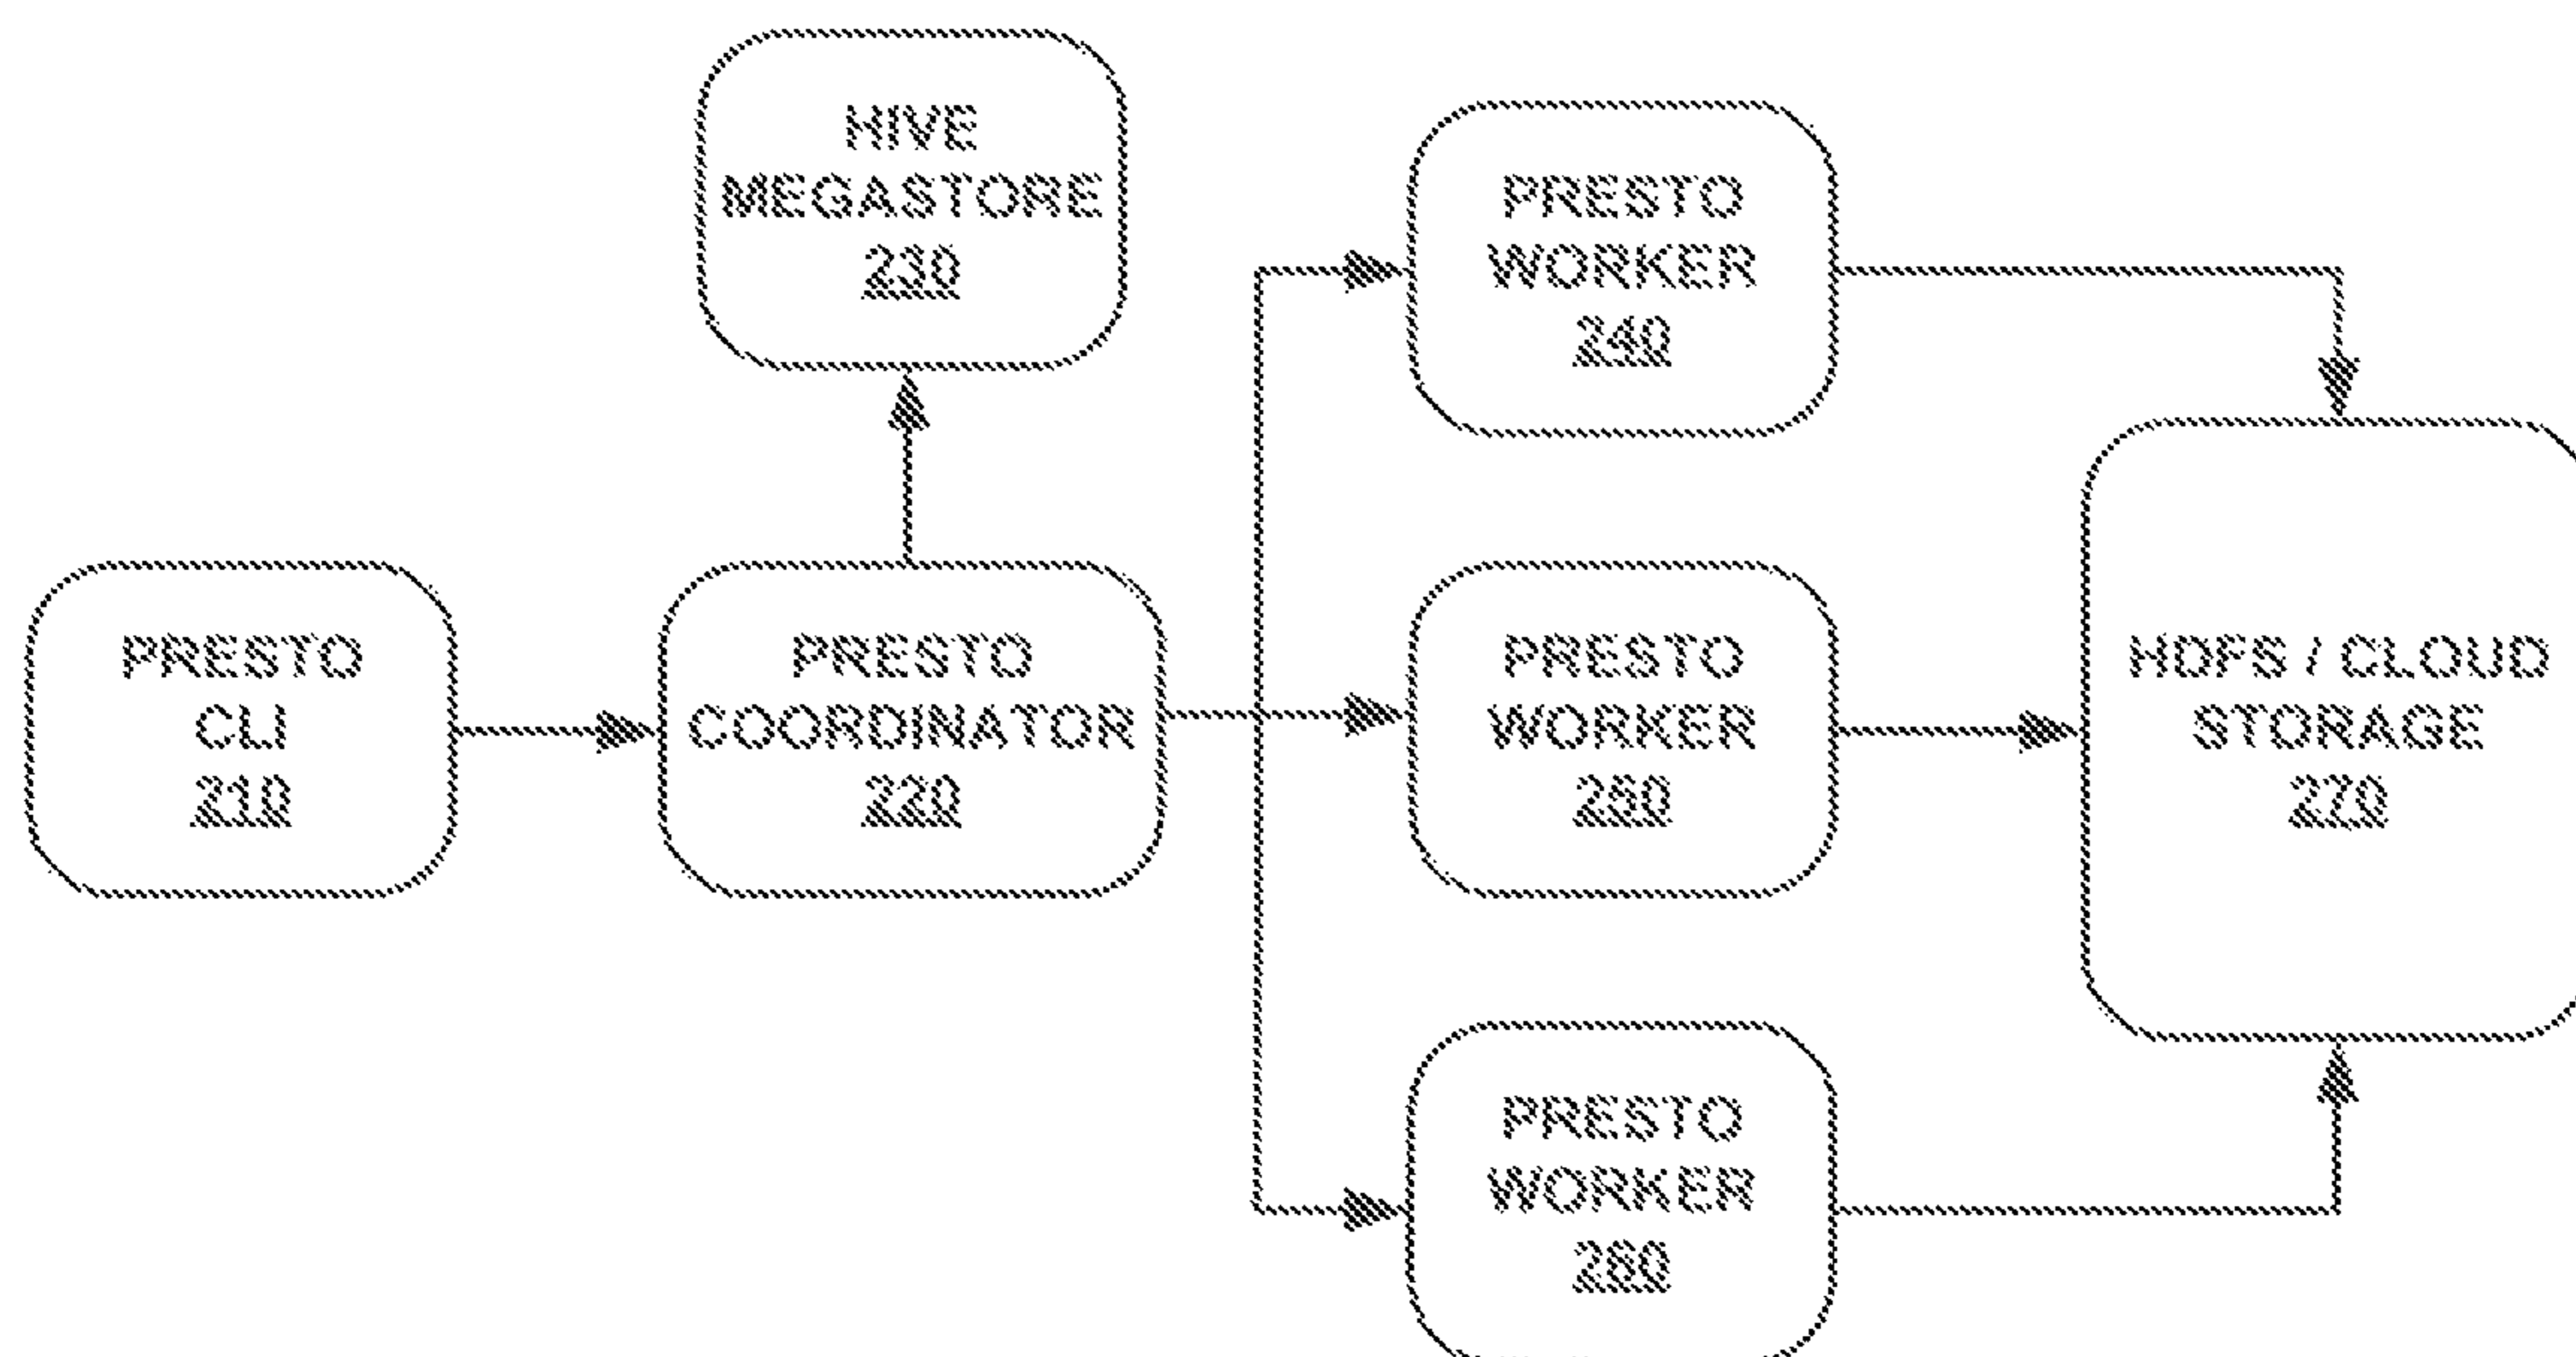 HIVE
MEGASTORE
230
PRESTO
WORKER
240
PRESTO
CLI
210
PRESTO
COORDINATOR
220
PRESTO
WORKER
250
HDFS / CLOUD
STORAGE
270
PRESTO
WORKER
260